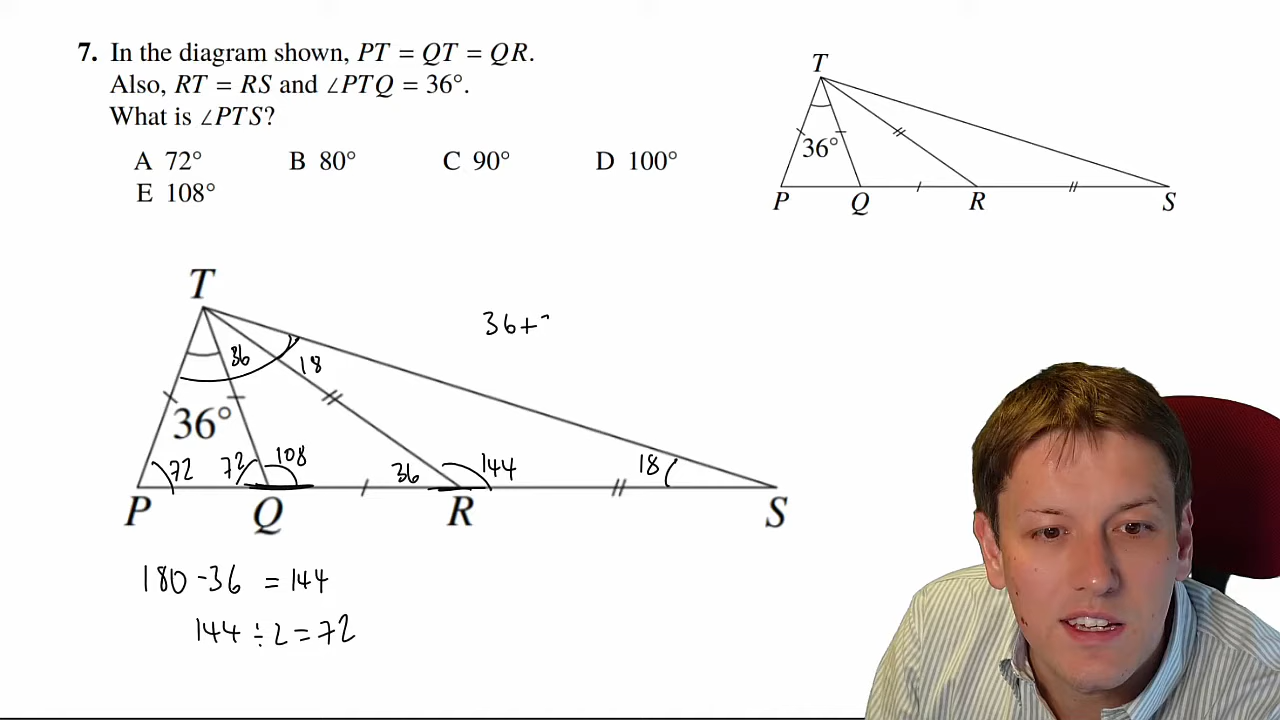 7. In the diagram shown, PT = QT = QR.
Also, RT = RS and ∠PTQ = 36°.
What is ∠PTS?
A 72° B 80° C 90° D 100°
E 108°
T
36°
P Q R S
T
36+
36 18
36°
72 72 108 36 144 18
P Q R S
180 - 36 = 144
144 ÷ 2 = 72